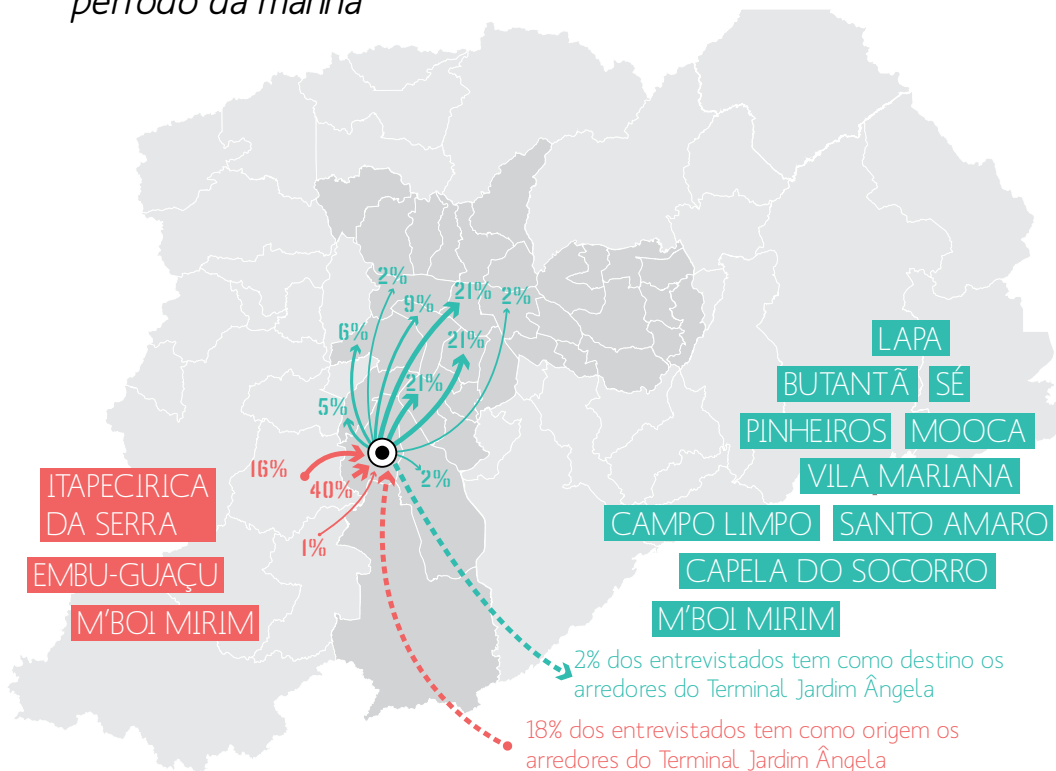 período da manhã
2%
9%
21%
2%
6%
21%
21%
5%
16%
40%
2%
1%
LAPA
BUTANTÃ SÉ
PINHEIROS MOOCA
VILA MARIANA
CAMPO LIMPO SANTO AMARO
CAPELA DO SOCORRO
M'BOI MIRIM
ITAPECIRICA
DA SERRA
EMBU-GUAÇU
M'BOI MIRIM
2% dos entrevistados tem como destino os
arredores do Terminal Jardim Ângela
18% dos entrevistados tem como origem os
arredores do Terminal Jardim Ângela